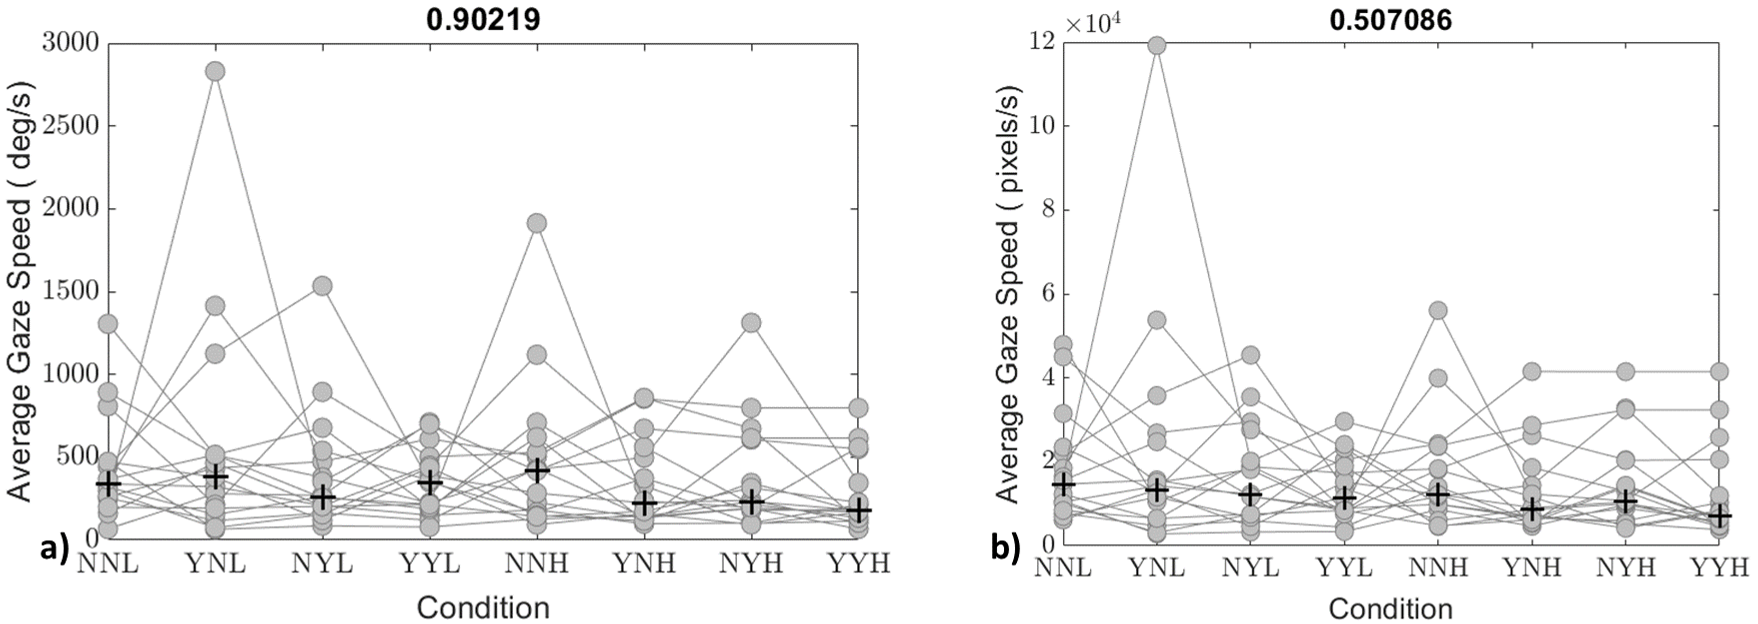 0.90219
Average Gaze Speed ( deg/s)
3000
2500
2000
1500
1000
500
0
a)
NNL YNL NYL YYL NNH YNH NYH YYH
Condition
0.507086
×10⁴
Average Gaze Speed ( pixels/s)
12
10
8
6
4
2
0
b)
NNL YNL NYL YYL NNH YNH NYH YYH
Condition